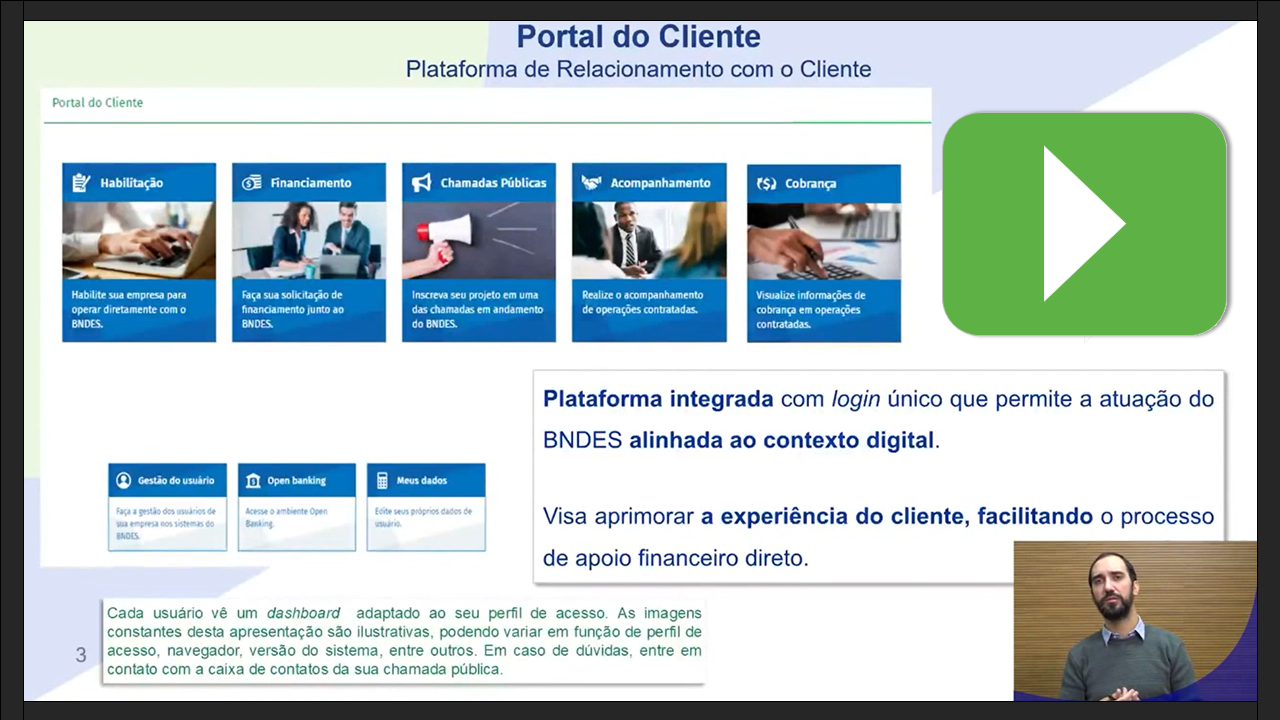 Portal do Cliente
Plataforma de Relacionamento com o Cliente
Portal do Cliente
Habilitação
Habilite sua empresa para
operar diretamente com o
BNDES.
Financiamento
Faça sua solicitação de
financiamento junto ao
BNDES.
Chamadas Públicas
Inscreva seu projeto em uma
das chamadas em andamento
do BNDES.
Acompanhamento
Realize o acompanhamento
de operações contratadas.
Cobrança
Visualize informações de
cobrança em operações
contratadas.
Plataforma integrada com login único que permite a atuação do
BNDES alinhada ao contexto digital.
Visa aprimorar a experiência do cliente, facilitando o processo
de apoio financeiro direto.
Gestão do usuário
Faça a gestão dos usuários de
sua empresa nos sistemas do
BNDES.
Open banking
Acesse o ambiente Open
Banking.
Meus dados
Edite seus próprios dados de
usuário.
Cada usuário vê um dashboard adaptado ao seu perfil de acesso. As imagens
constantes desta apresentação são ilustrativas, podendo variar em função de perfil de
acesso, navegador, versão do sistema, entre outros. Em caso de dúvidas, entre em
contato com a caixa de contatos da sua chamada pública.
3